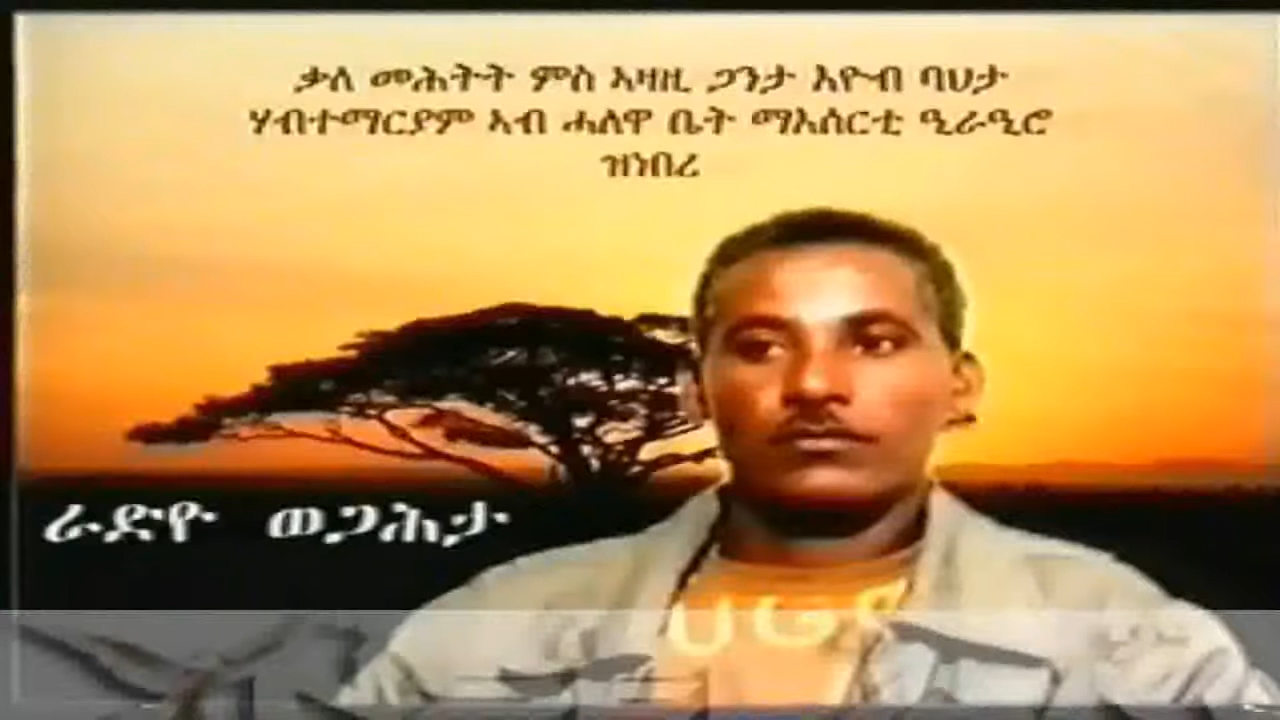 ቃለ መሕትት ምስ ኣዛዚ ጋንታ እዮብ ባህታ
ሃብተማርያም ኣብ ሓለዋ ቤት ማእሰርቲ ዒራዒሮ
ዝነበረ
ራድዮ ወጋሕታ